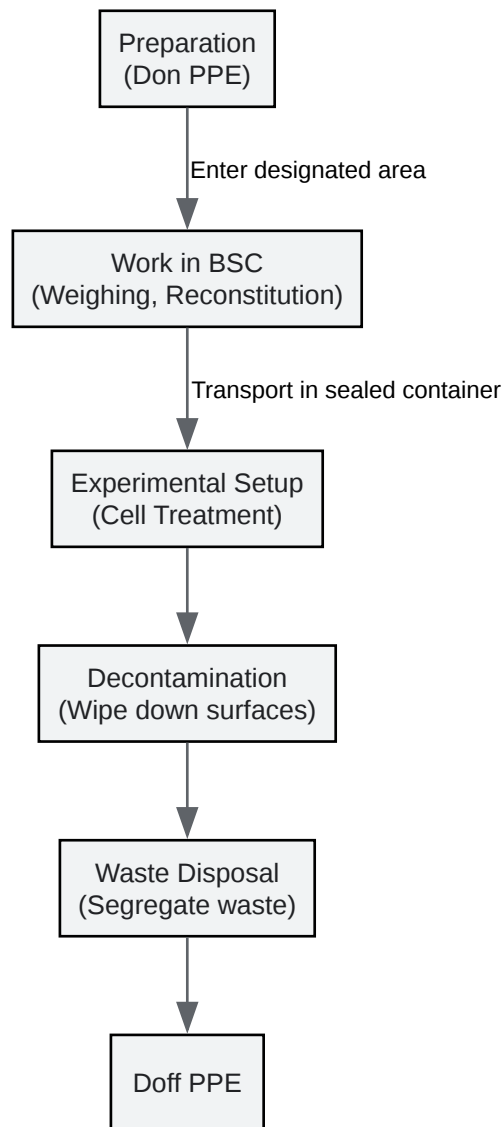 Preparation
(Don PPE)
Enter designated area
Work in BSC
(Weighing, Reconstitution)
Transport in sealed container
Experimental Setup
(Cell Treatment)
Decontamination
(Wipe down surfaces)
Waste Disposal
(Segregate waste)
Doff PPE